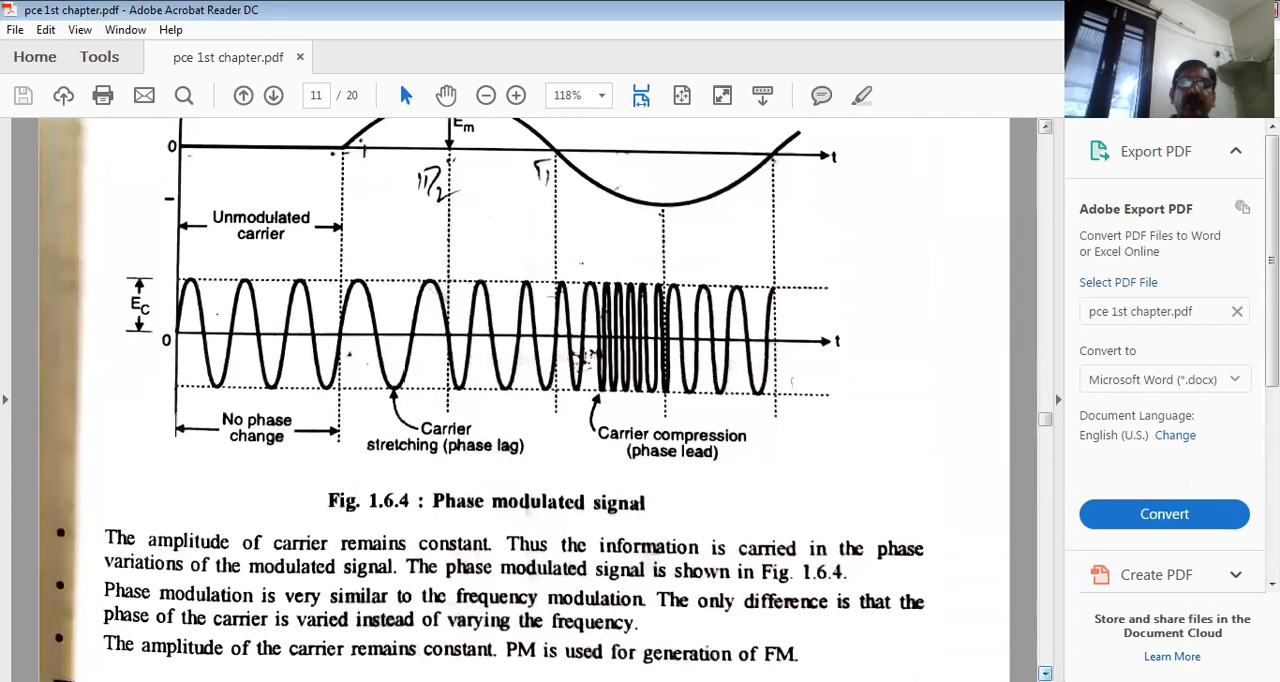 pce 1st chapter.pdf - Adobe Acrobat Reader DC
File Edit View Window Help
Home Tools pce 1st chapter.pdf ×
11 / 20 118%
Em
0 t
π/2 π
Unmodulated
carrier
EC
0 t
No phase
change
Carrier
stretching (phase lag)
Carrier compression
(phase lead)
Fig. 1.6.4 : Phase modulated signal
• The amplitude of carrier remains constant. Thus the information is carried in the phase
variations of the modulated signal. The phase modulated signal is shown in Fig. 1.6.4.
• Phase modulation is very similar to the frequency modulation. The only difference is that the
phase of the carrier is varied instead of varying the frequency.
• The amplitude of the carrier remains constant. PM is used for generation of FM.
Export PDF
Adobe Export PDF
Convert PDF Files to Word
or Excel Online
Select PDF File
pce 1st chapter.pdf ×
Convert to
Microsoft Word (*.docx)
Document Language:
English (U.S.) Change
Convert
Create PDF
Store and share files in the
Document Cloud
Learn More